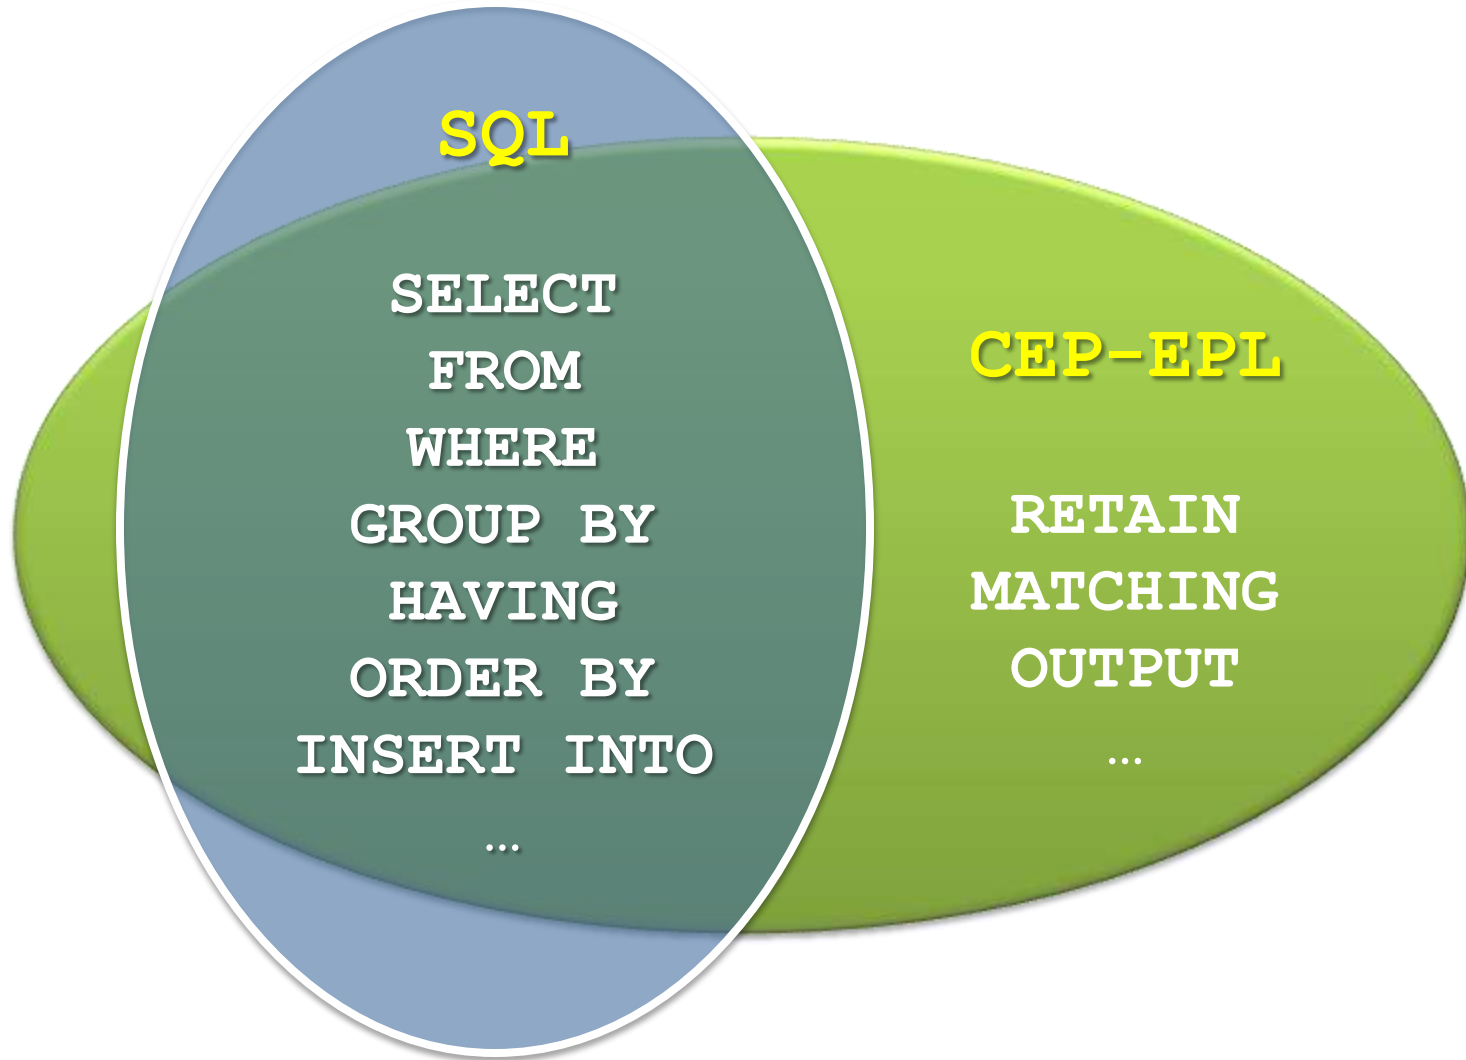 SQL
SELECT
FROM
WHERE
GROUP BY
HAVING
ORDER BY
INSERT INTO
…
CEP-EPL
RETAIN
MATCHING
OUTPUT
…